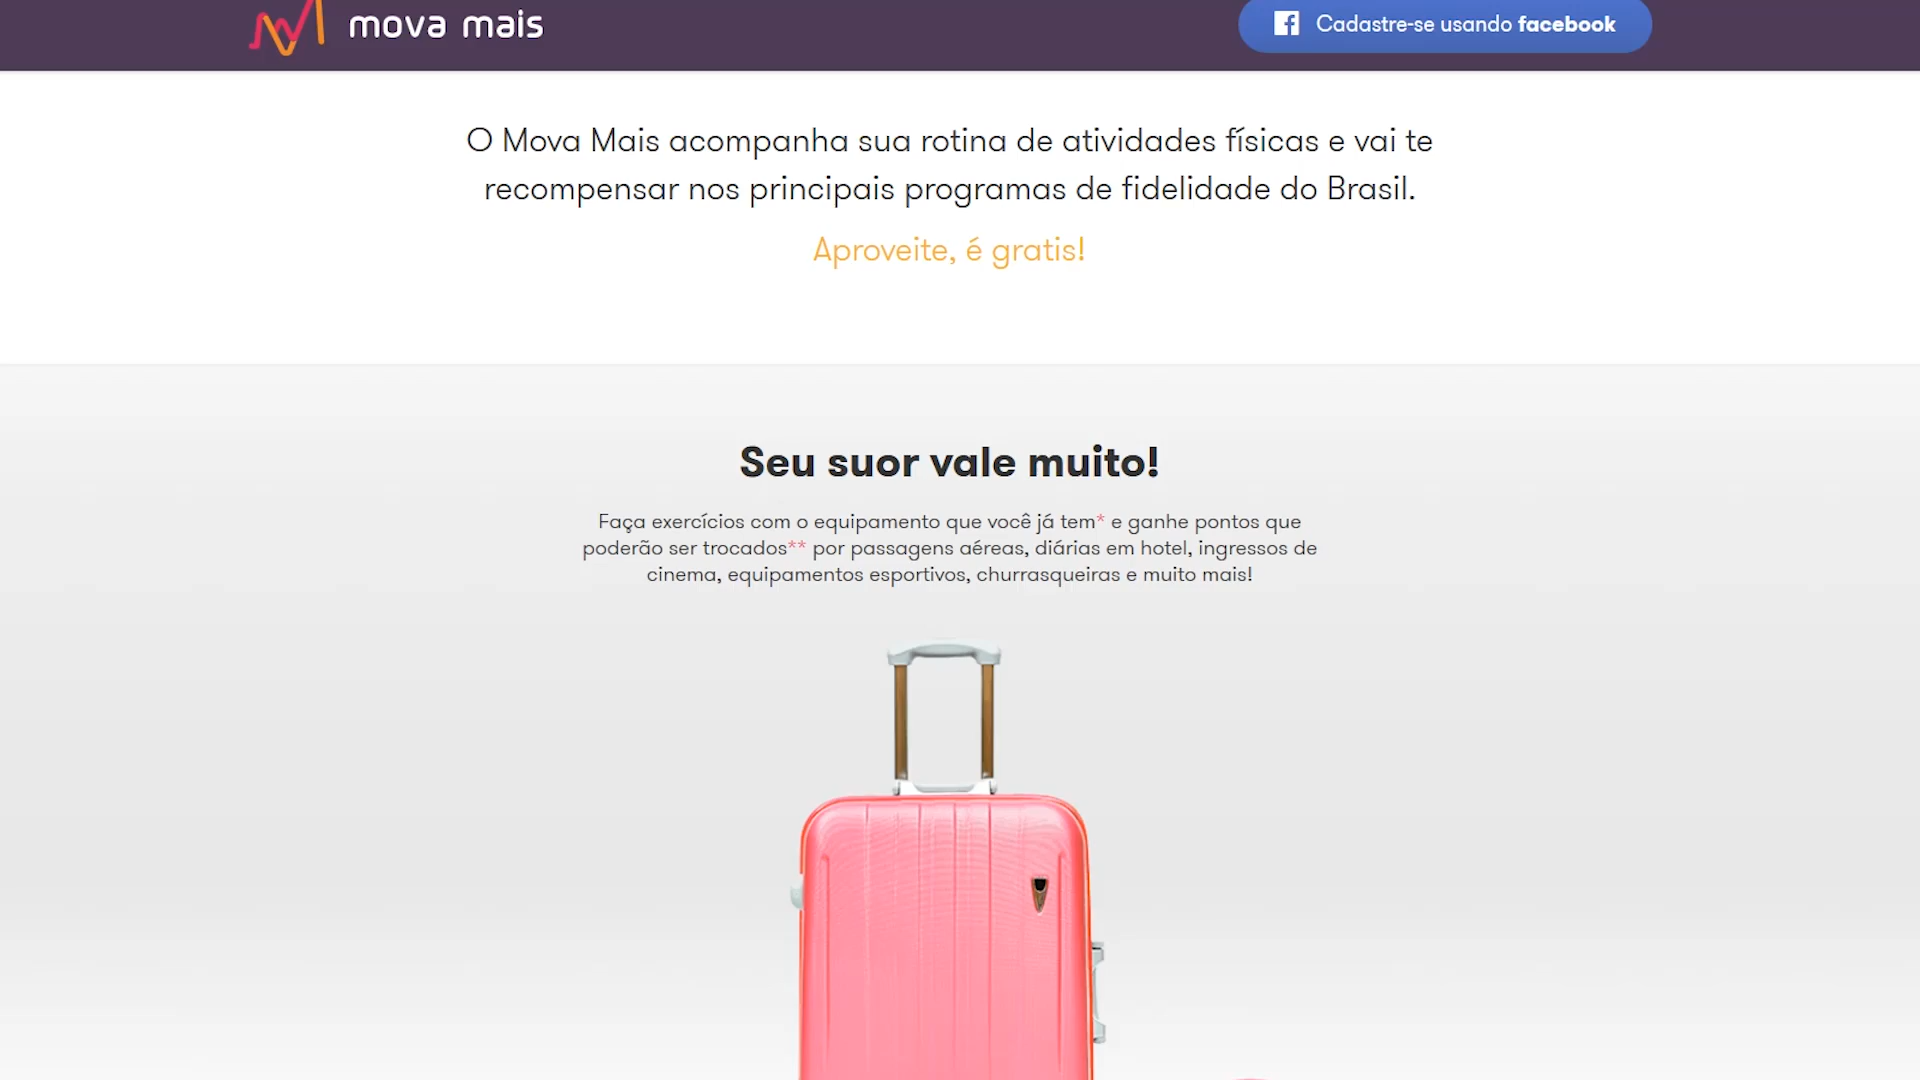 mova mais
Cadastre-se usando facebook
O Mova Mais acompanha sua rotina de atividades físicas e vai te
recompensar nos principais programas de fidelidade do Brasil.
Aproveite, é gratis!
Seu suor vale muito!
Faça exercícios com o equipamento que você já tem* e ganhe pontos que
poderão ser trocados** por passagens aéreas, diárias em hotel, ingressos de
cinema, equipamentos esportivos, churrasqueiras e muito mais!